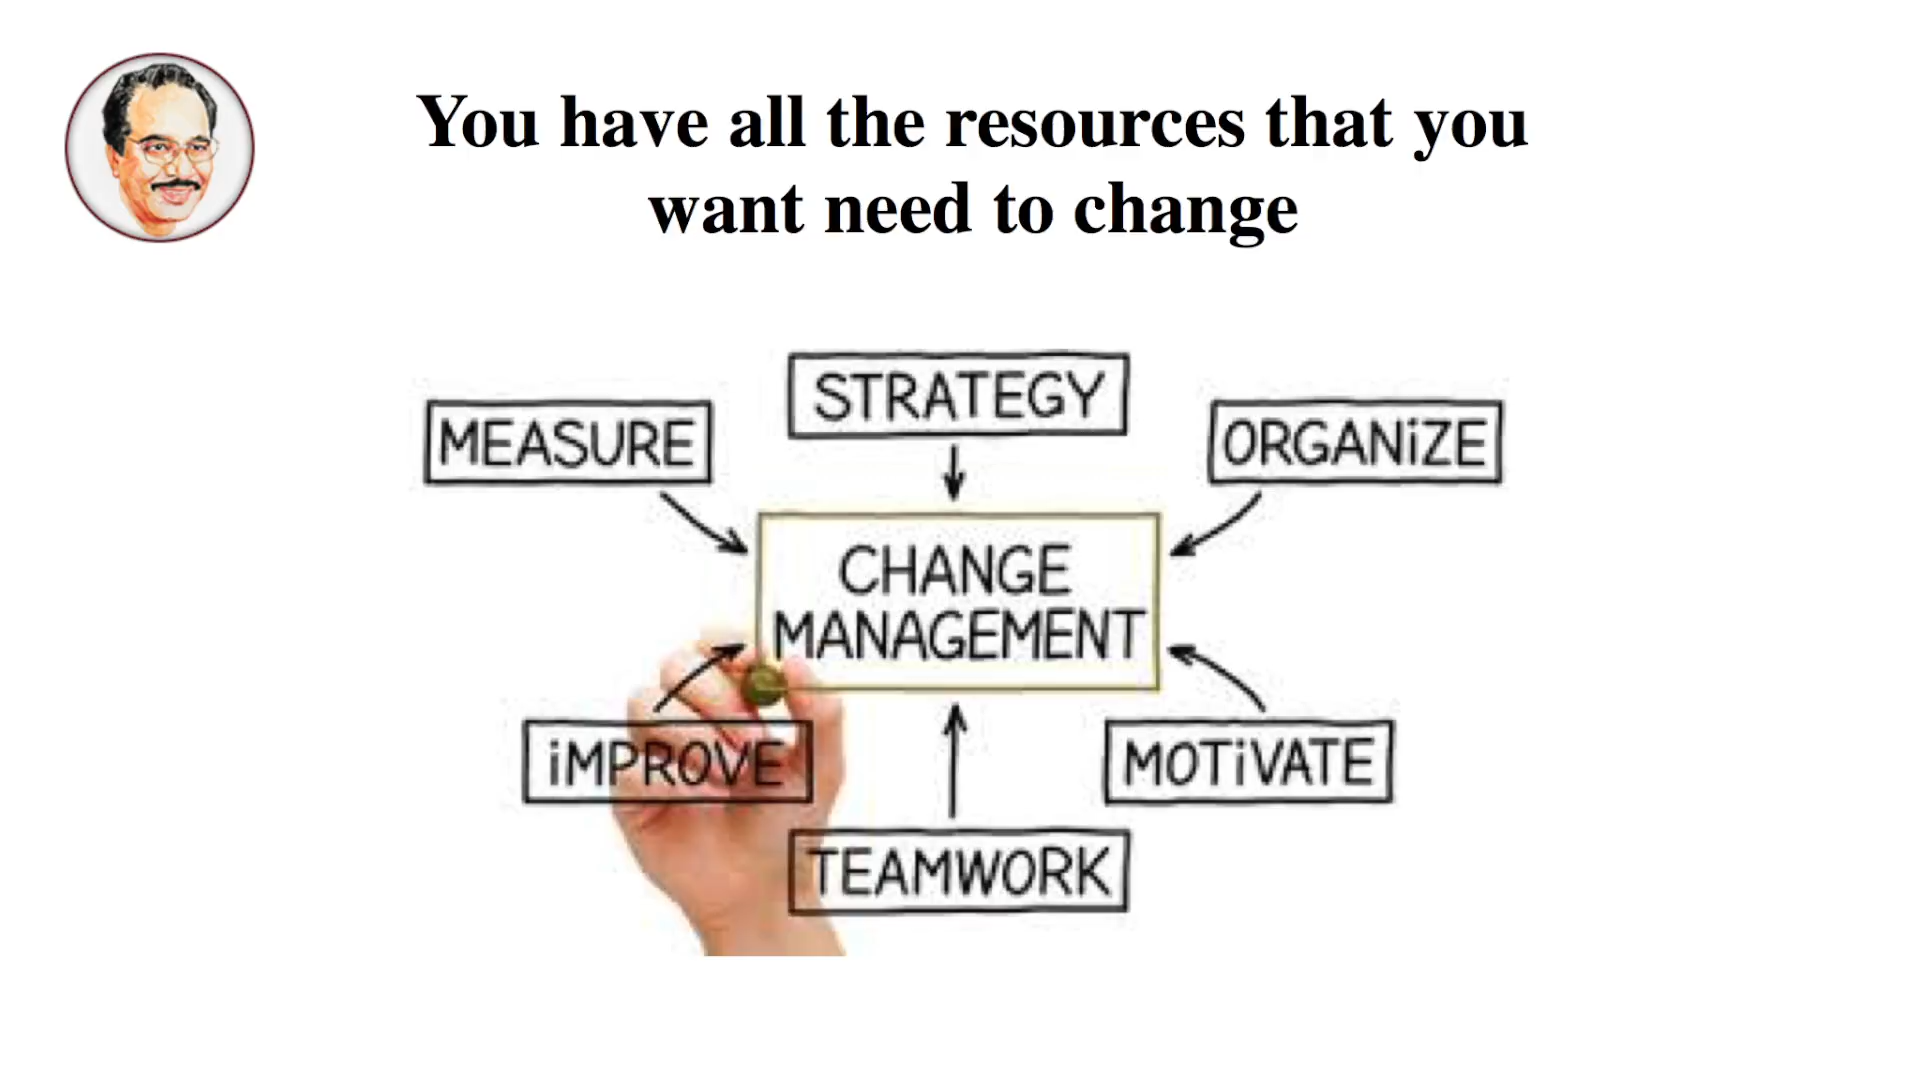 You have all the resources that you
want need to change
STRATEGY
MEASURE
ORGANiZE
CHANGE
MANAGEMENT
iMPROVE
MOTiVATE
TEAMWORK